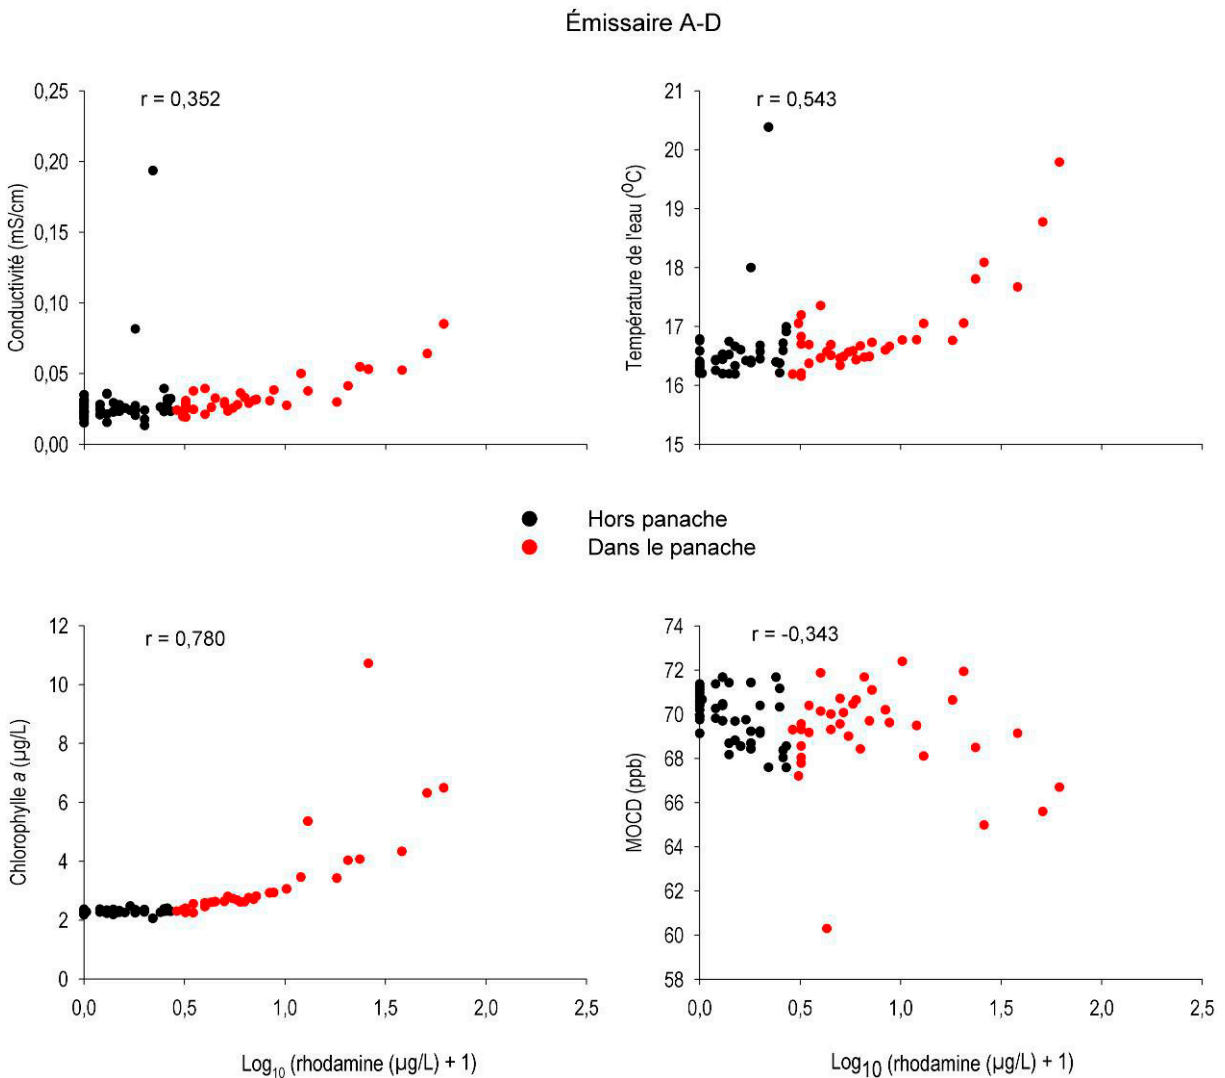 Émissaire A-D
r = 0,352
0,25
0,20
0,15
0,10
0,05
0,00
Conductivité (mS/cm)
r = 0,543
21
20
19
18
17
16
15
Température de l'eau (⁰C)
Hors panache
Dans le panache
r = 0,780
12
10
8
6
4
2
0
Chlorophylle a (µg/L)
0,0 0,5 1,0 1,5 2,0 2,5
Log₁₀ (rhodamine (µg/L) + 1)
r = -0,343
74
72
70
68
66
64
62
60
58
MOCD (ppb)
0,0 0,5 1,0 1,5 2,0 2,5
Log₁₀ (rhodamine (µg/L) + 1)